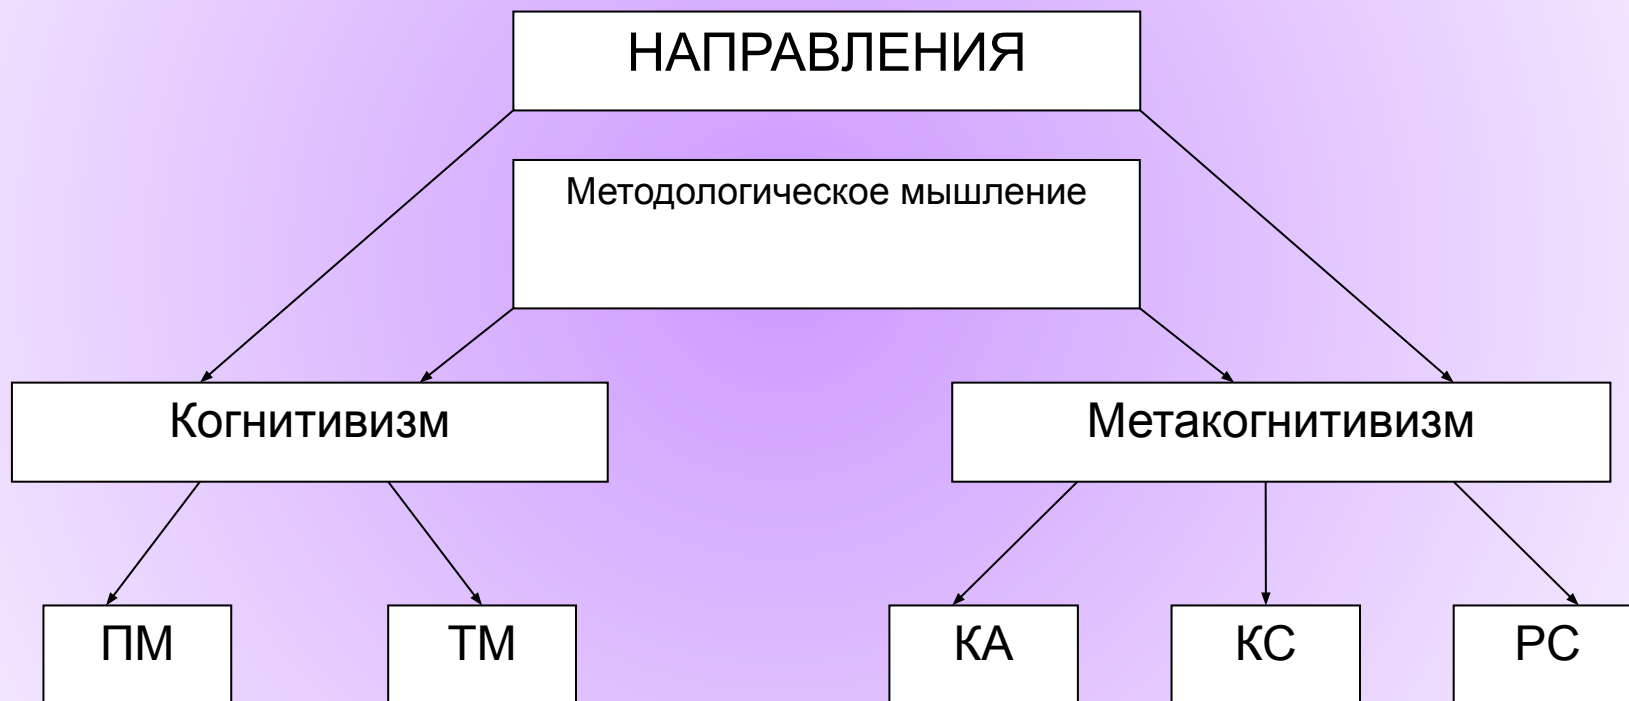 НАПРАВЛЕНИЯ
Методологическое мышление
Когнитивизм
Метакогнитивизм
ПМ
ТМ
КА
КС
РС